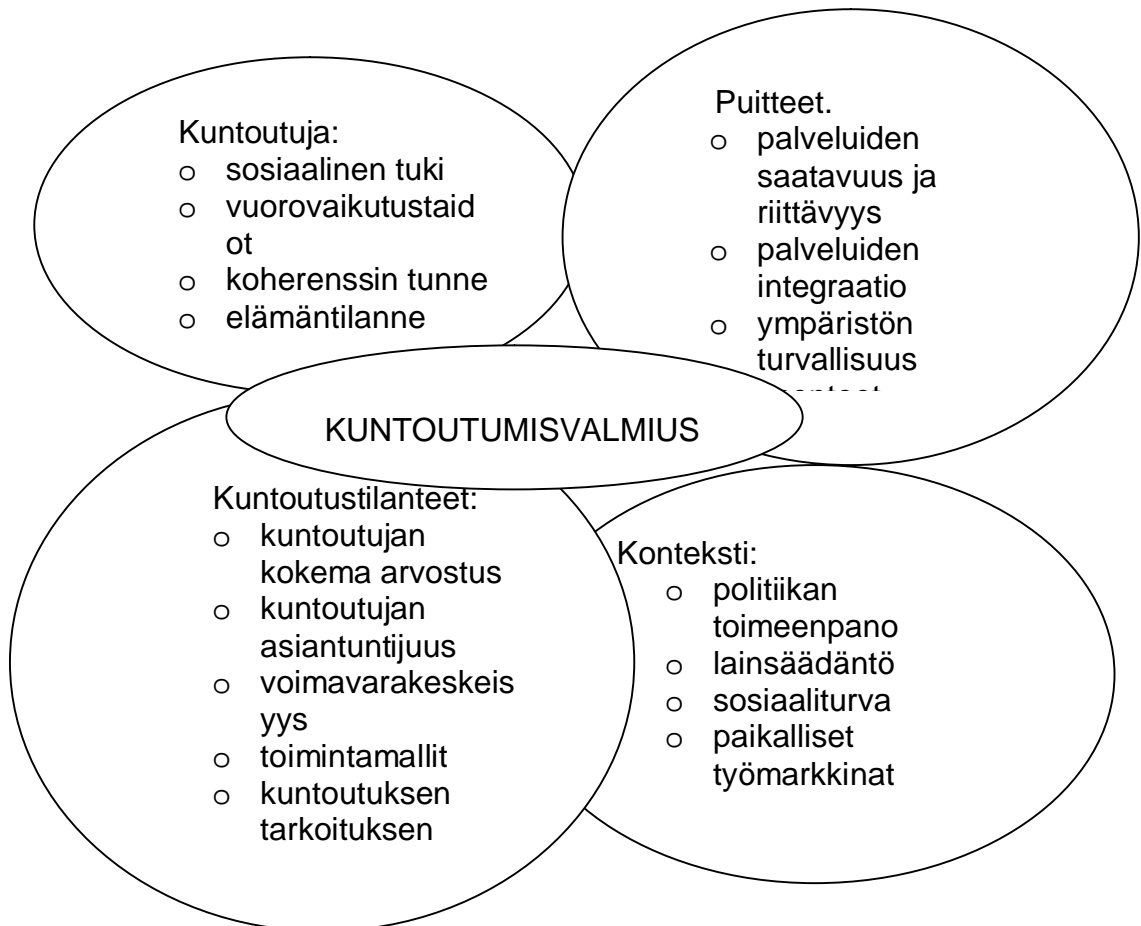 Kuntoutuja:
o sosiaalinen tuki
o vuorovaikutustaid
ot
o koherenssin tunne
o elämäntilanne
Puitteet.
o palveluiden
saatavuus ja
riittävyys
o palveluiden
integraatio
o ympäristön
turvallisuus
KUNTOUTUMISVALMIUS
Kuntoutustilanteet:
o kuntoutujan
kokema arvostus
o kuntoutujan
asiantuntijuus
o voimavarakeskeis
yys
o toimintamallit
o kuntoutuksen
tarkoituksen
Konteksti:
o politiikan
toimeenpano
o lainsäädäntö
o sosiaaliturva
o paikalliset
työmarkkinat